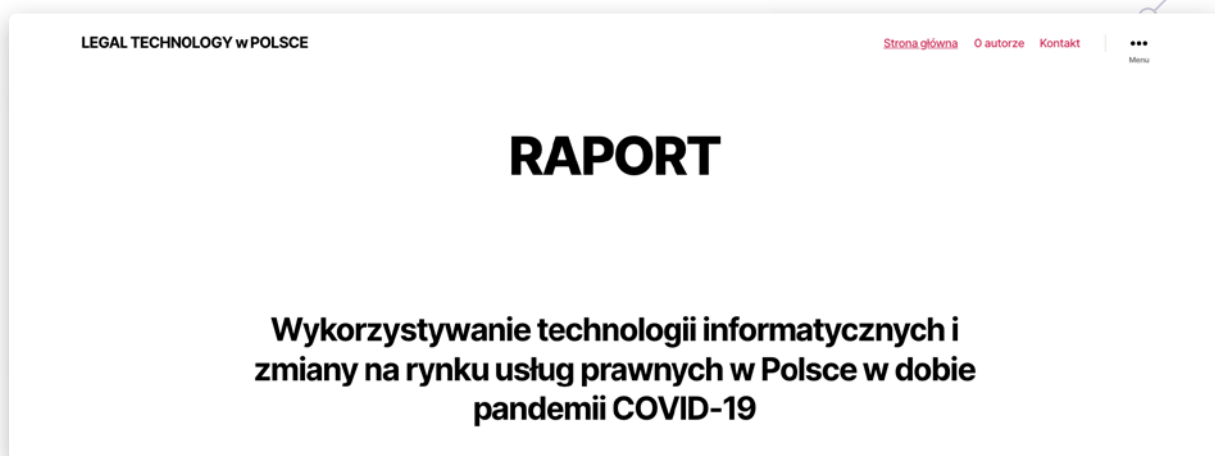 LEGAL TECHNOLOGY w POLSCE
Strona główna O autorze Kontakt
Menu
RAPORT
Wykorzystywanie technologii informatycznych i
zmiany na rynku usług prawnych w Polsce w dobie
pandemii COVID-19